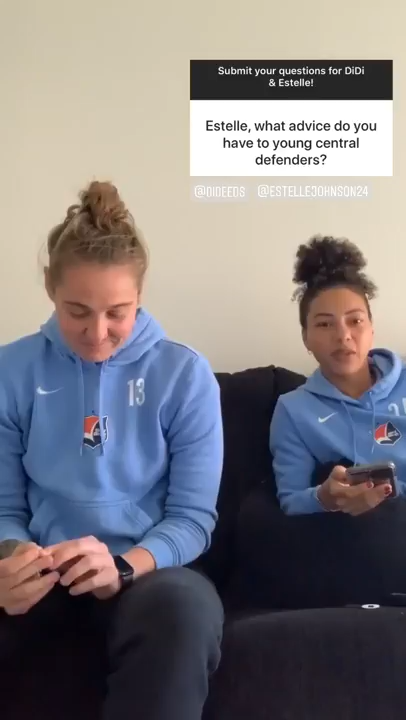 Submit your questions for DiDi
& Estelle!
Estelle, what advice do you
have to young central
defenders?
@DIDEEDS @ESTELLEJOHNSON24
13